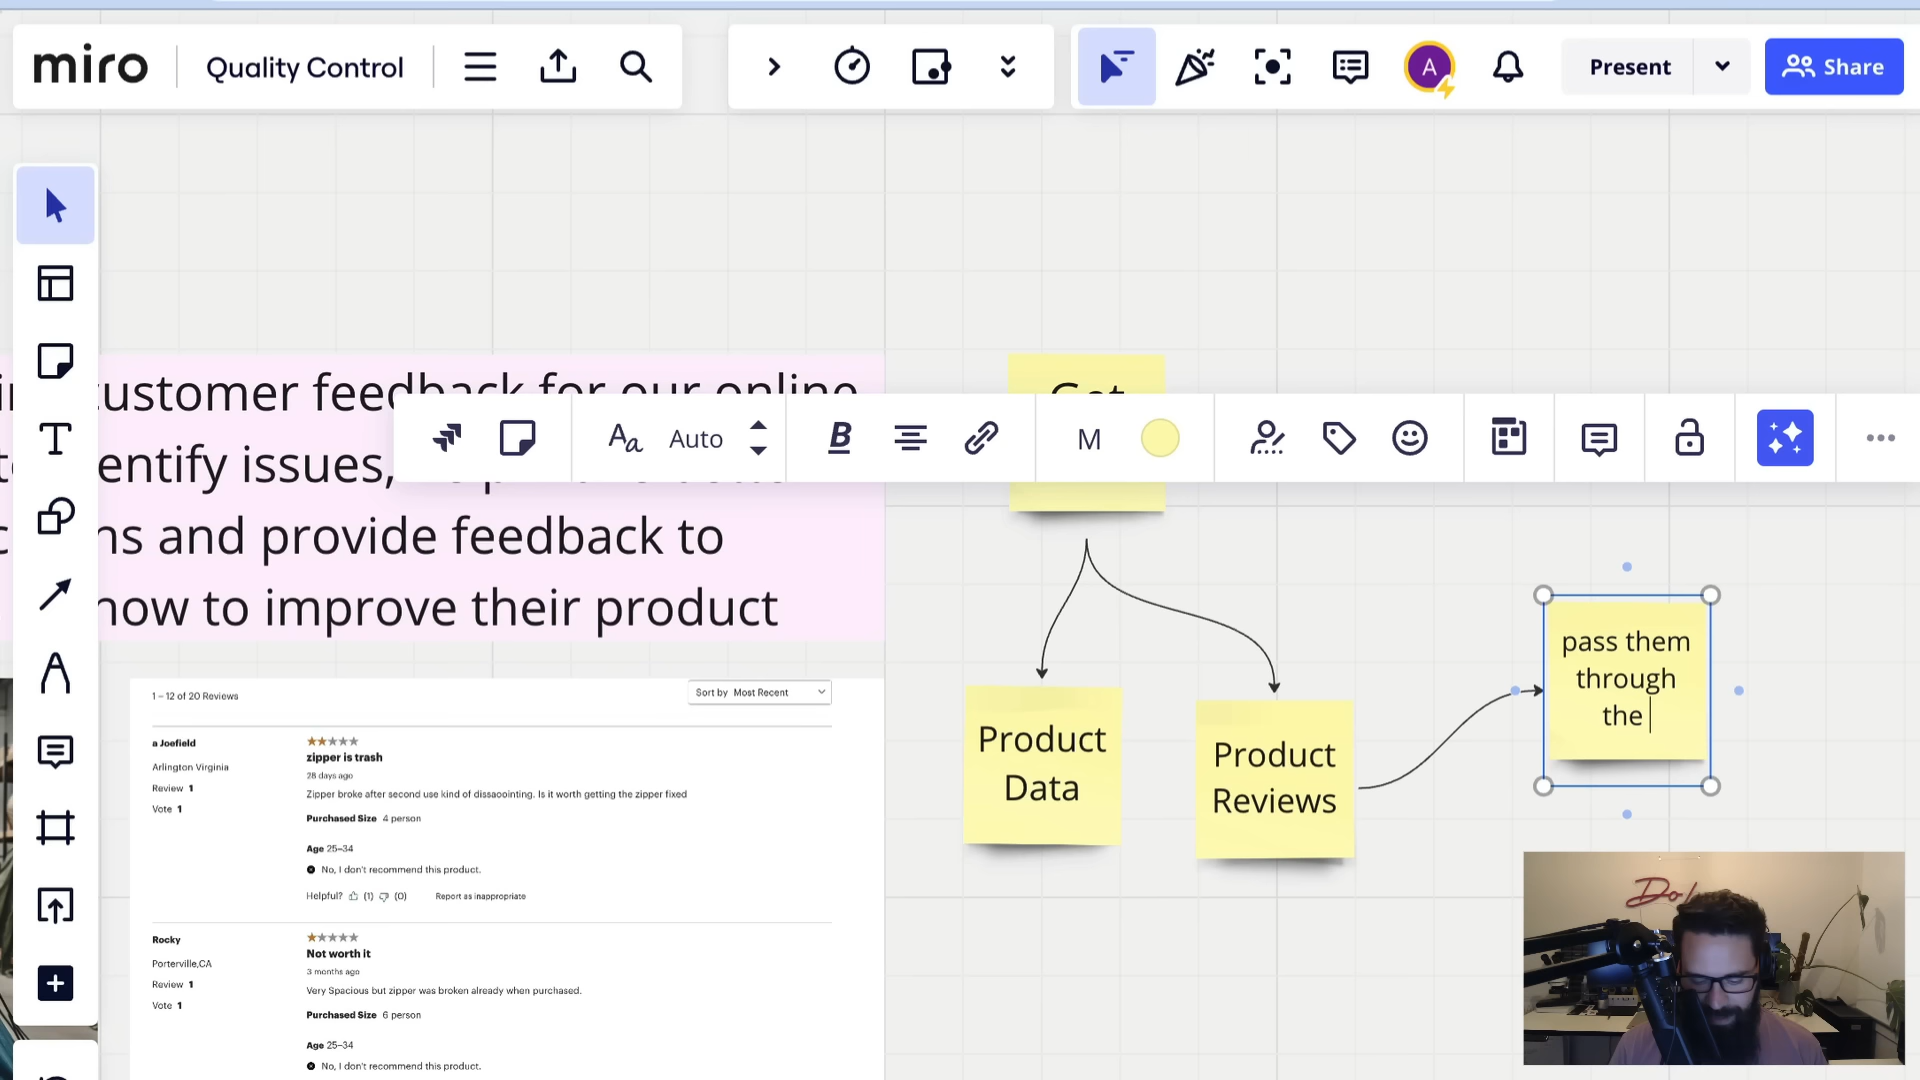 miro
Quality Control
A
Present
Share
customer feedback for our online
entify issues,
ns and provide feedback to
how to improve their product
Auto
B
M
Get
Product
Data
Product
Reviews
pass them
through
the
1 – 12 of 20 Reviews
Sort by Most Recent
a Joefield
Arlington Virginia
Review 1
Vote 1
zipper is trash
28 days ago
Zipper broke after second use kind of dissaoointing. Is it worth getting the zipper fixed
Purchased Size 4 person
Age 25–34
No, I don't recommend this product.
Helpful? (1) (0) Report as inappropriate
Rocky
Porterville,CA
Review 1
Vote 1
Not worth it
3 months ago
Very Spacious but zipper was broken already when purchased.
Purchased Size 6 person
Age 25–34
No, I don't recommend this product.